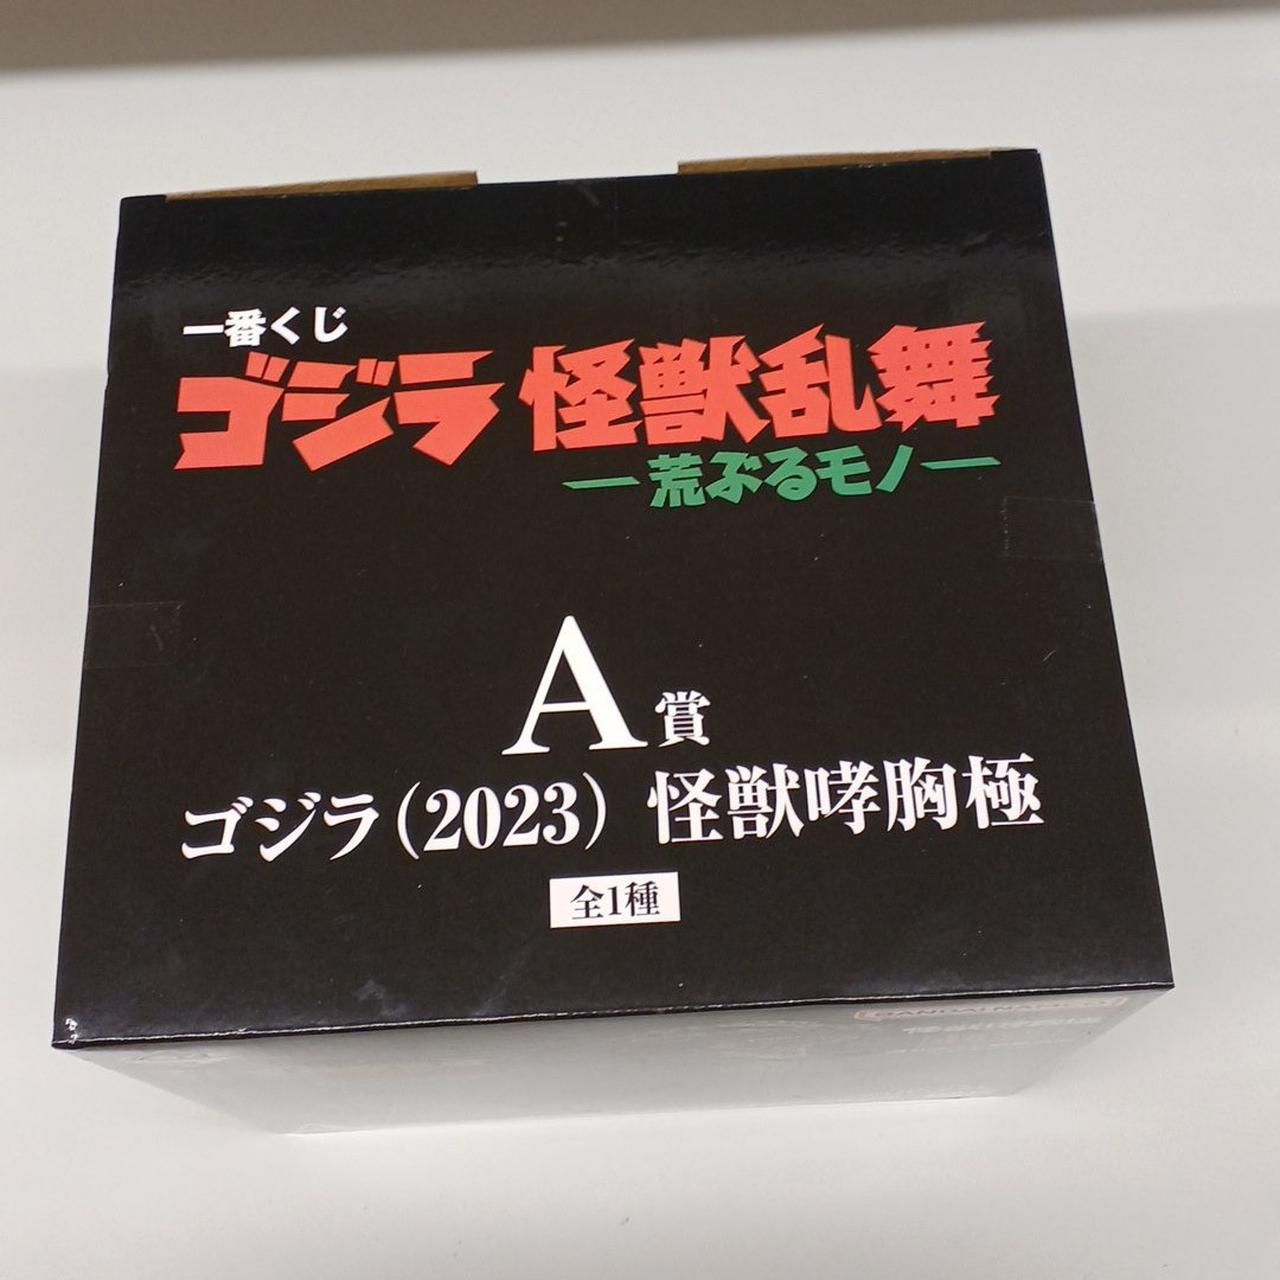 一番くじ
ゴジラ 怪獣乱舞
―荒ぶるモノ―
A賞
ゴジラ(2023) 怪獣哮胸極
全1種